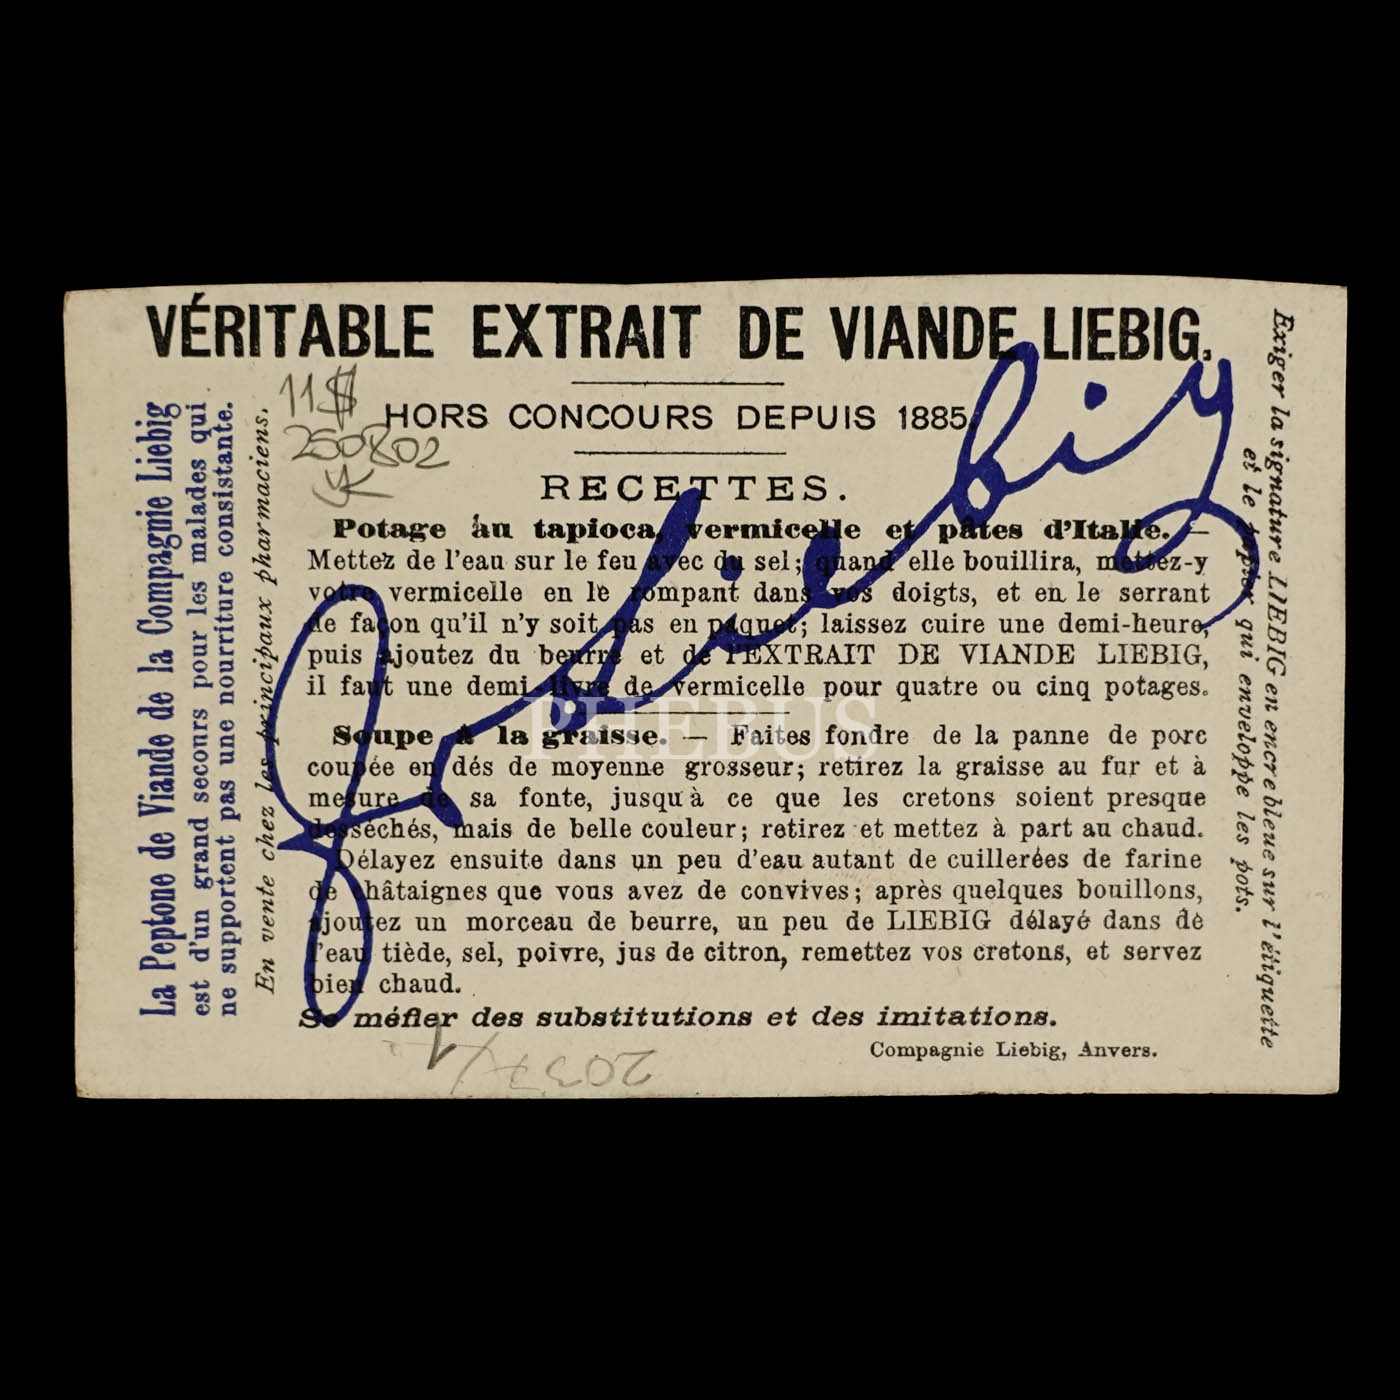 VÉRITABLE EXTRAIT DE VIANDE LIEBIG.
HORS CONCOURS DEPUIS 1885.
RECETTES.
Potage au tapioca, vermicelle et pâtes d'Italie. —
Mettez de l'eau sur le feu avec du sel; quand elle bouillira, mettez-y
votre vermicelle en le rompant dans vos doigts, et en le serrant
de façon qu'il n'y soit pas en paquet; laissez cuire une demi-heure,
puis ajoutez du beurre et de l'EXTRAIT DE VIANDE LIEBIG,
il faut une demi-livre de vermicelle pour quatre ou cinq potages.
Soupe à la graisse. — Faites fondre de la panne de porc
coupée en dés de moyenne grosseur; retirez la graisse au fur et à
mesure de sa fonte, jusqu'à ce que les cretons soient presque
desséchés, mais de belle couleur; retirez et mettez à part au chaud.
Délayez ensuite dans un peu d'eau autant de cuillerées de farine
de châtaignes que vous avez de convives; après quelques bouillons,
ajoutez un morceau de beurre, un peu de LIEBIG délayé dans de
l'eau tiède, sel, poivre, jus de citron, remettez vos cretons, et servez
bien chaud.
Se méfier des substitutions et des imitations.
Compagnie Liebig, Anvers.
La Peptone de Viande de la Compagnie Liebig
est d'un grand secours pour les malades qui
ne supportent pas une nourriture consistante.
En vente chez les principaux pharmaciens.
Exiger la signature LIEBIG en encre bleue sur l'étiquette
et le papier qui enveloppe les pots.
Liebig
11$
250802
YK
2037/1
PHEBUS